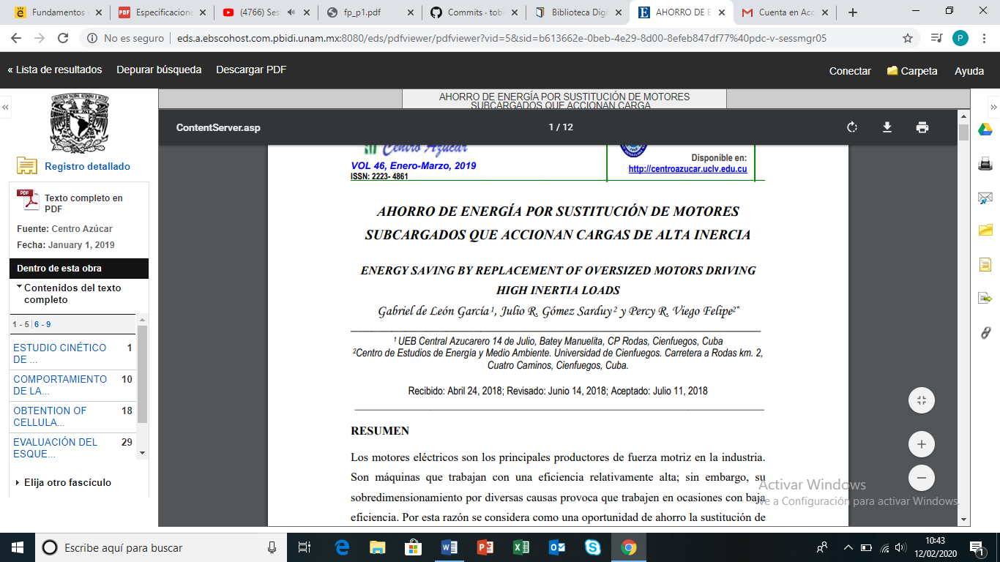 Fundamentos
Especificacione
(4766) Ses
fp_p1.pdf
Commits · tobi
Biblioteca Digi
AHORRO DE E
Cuenta en Acc
No es seguro | eds.a.ebscohost.com.pbidi.unam.mx:8080/eds/pdfviewer/pdfviewer?vid=5&sid=b613662e-0beb-4e29-8d00-8efeb847df77%40pdc-v-sessmgr05
P
« Lista de resultados Depurar búsqueda Descargar PDF
Conectar Carpeta Ayuda
«
»
Registro detallado
PDF
Texto completo en
PDF
Fuente: Centro Azúcar
Fecha: January 1, 2019
Dentro de esta obra
Contenidos del texto
completo
1 - 5 | 6 - 9
ESTUDIO CINÉTICO 1
DE ...
COMPORTAMIENTO 10
DE LA...
OBTENTION OF 18
CELLULA...
EVALUACIÓN DEL 29
ESQUE...
Elija otro fascículo
AHORRO DE ENERGÍA POR SUSTITUCIÓN DE MOTORES
SUBCARGADOS QUE ACCIONAN CARGA
ContentServer.asp
1 / 12
Centro Azúcar
VOL 46, Enero-Marzo, 2019
ISSN: 2223- 4861
Disponible en:
http://centroazucar.uclv.edu.cu
AHORRO DE ENERGÍA POR SUSTITUCIÓN DE MOTORES
SUBCARGADOS QUE ACCIONAN CARGAS DE ALTA INERCIA
ENERGY SAVING BY REPLACEMENT OF OVERSIZED MOTORS DRIVING
HIGH INERTIA LOADS
Gabriel de León García1, Julio R. Gómez Sarduy2 y Percy R. Viego Felipe2*
1 UEB Central Azucarero 14 de Julio, Batey Manuelita, CP Rodas, Cienfuegos, Cuba
2Centro de Estudios de Energía y Medio Ambiente. Universidad de Cienfuegos. Carretera a Rodas km. 2,
Cuatro Caminos, Cienfuegos, Cuba.
Recibido: Abril 24, 2018; Revisado: Junio 14, 2018; Aceptado: Julio 11, 2018
RESUMEN
Los motores eléctricos son los principales productores de fuerza motriz en la industria.
Son máquinas que trabajan con una eficiencia relativamente alta; sin embargo, su
sobredimensionamiento por diversas causas provoca que trabajen en ocasiones con baja
eficiencia. Por esta razón se considera como una oportunidad de ahorro la sustitución de
Activar Windows
Ve a Configuración para activar Windows.
Escribe aquí para buscar
10:43
12/02/2020
1